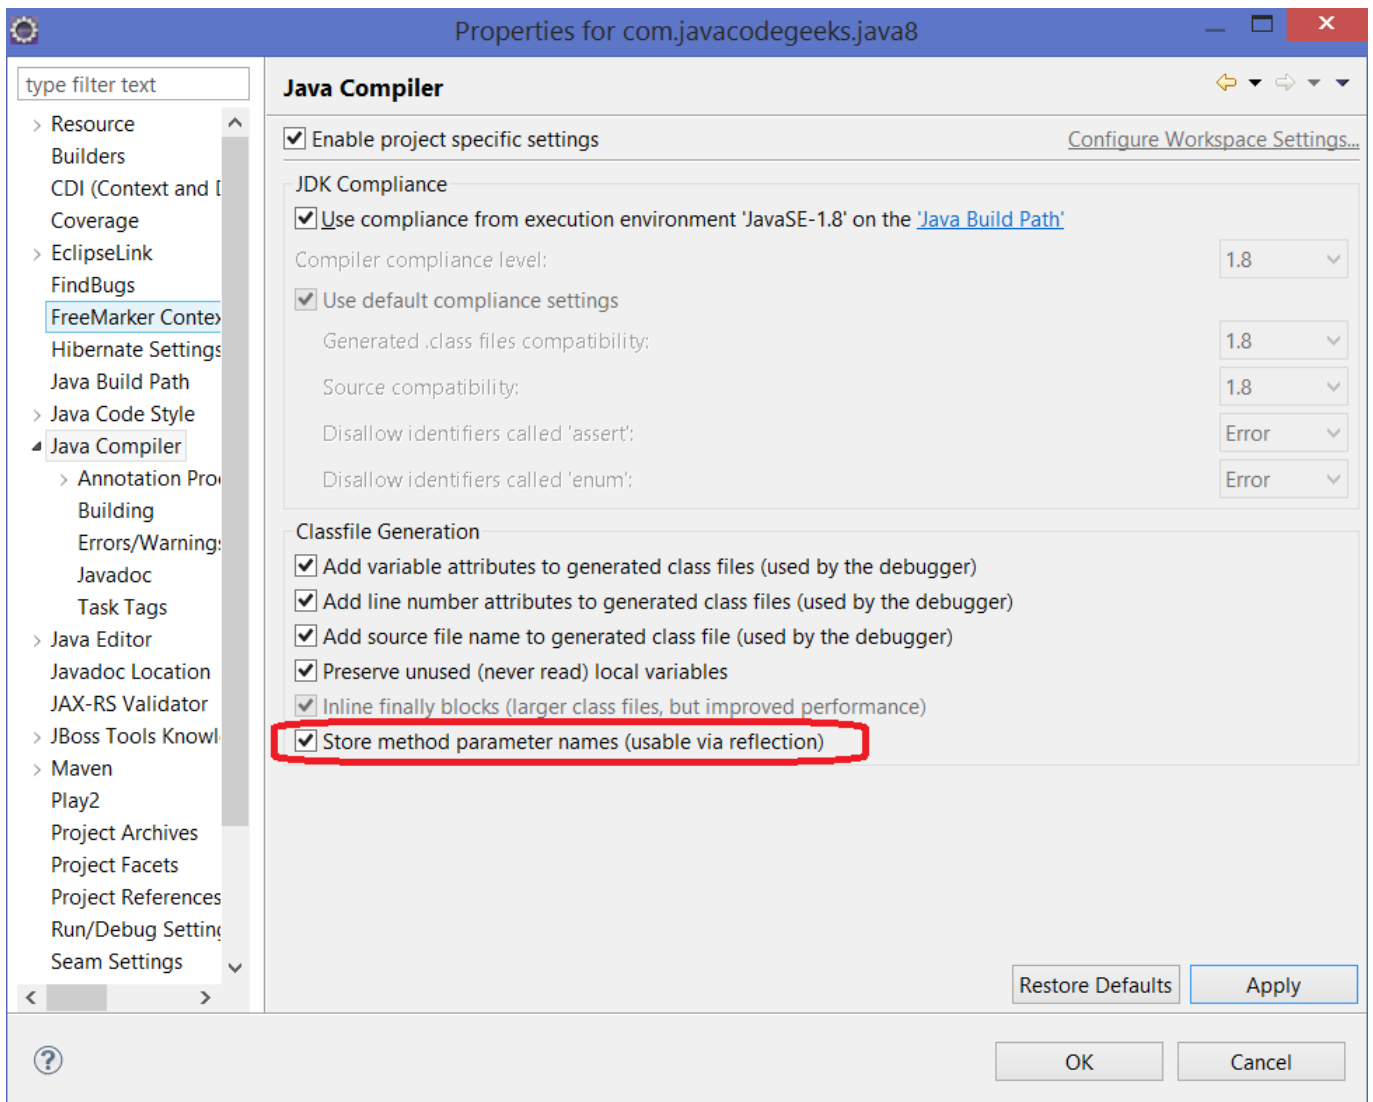 Properties for com.javacodegeeks.java8
type filter text
Resource
Builders
CDI (Context and D
Coverage
EclipseLink
FindBugs
FreeMarker Contex
Hibernate Settings
Java Build Path
Java Code Style
Java Compiler
Annotation Pro
Building
Errors/Warnings
Javadoc
Task Tags
Java Editor
Javadoc Location
JAX-RS Validator
JBoss Tools Knowl
Maven
Play2
Project Archives
Project Facets
Project References
Run/Debug Setting
Seam Settings
Java Compiler
Enable project specific settings
Configure Workspace Settings...
JDK Compliance
Use compliance from execution environment 'JavaSE-1.8' on the 'Java Build Path'
Compiler compliance level: 1.8
Use default compliance settings
Generated .class files compatibility: 1.8
Source compatibility: 1.8
Disallow identifiers called 'assert': Error
Disallow identifiers called 'enum': Error
Classfile Generation
Add variable attributes to generated class files (used by the debugger)
Add line number attributes to generated class files (used by the debugger)
Add source file name to generated class file (used by the debugger)
Preserve unused (never read) local variables
Inline finally blocks (larger class files, but improved performance)
Store method parameter names (usable via reflection)
Restore Defaults Apply
OK Cancel